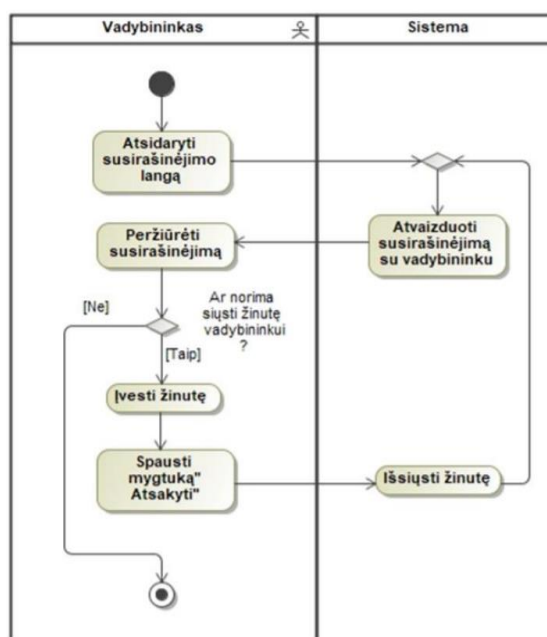 Vadybininkas
Sistema
Atsidaryti
susirašinėjimo
langą
Peržiūrėti
susirašinėjimą
Atvaizduoti
susirašinėjimą
su vadybininku
[Ne]
Ar norima
siųsti žinutę
vadybininkui
?
[Taip]
Įvesti žinutę
Spausti
mygtuką"
Atsakyti"
Išsiųsti žinutę